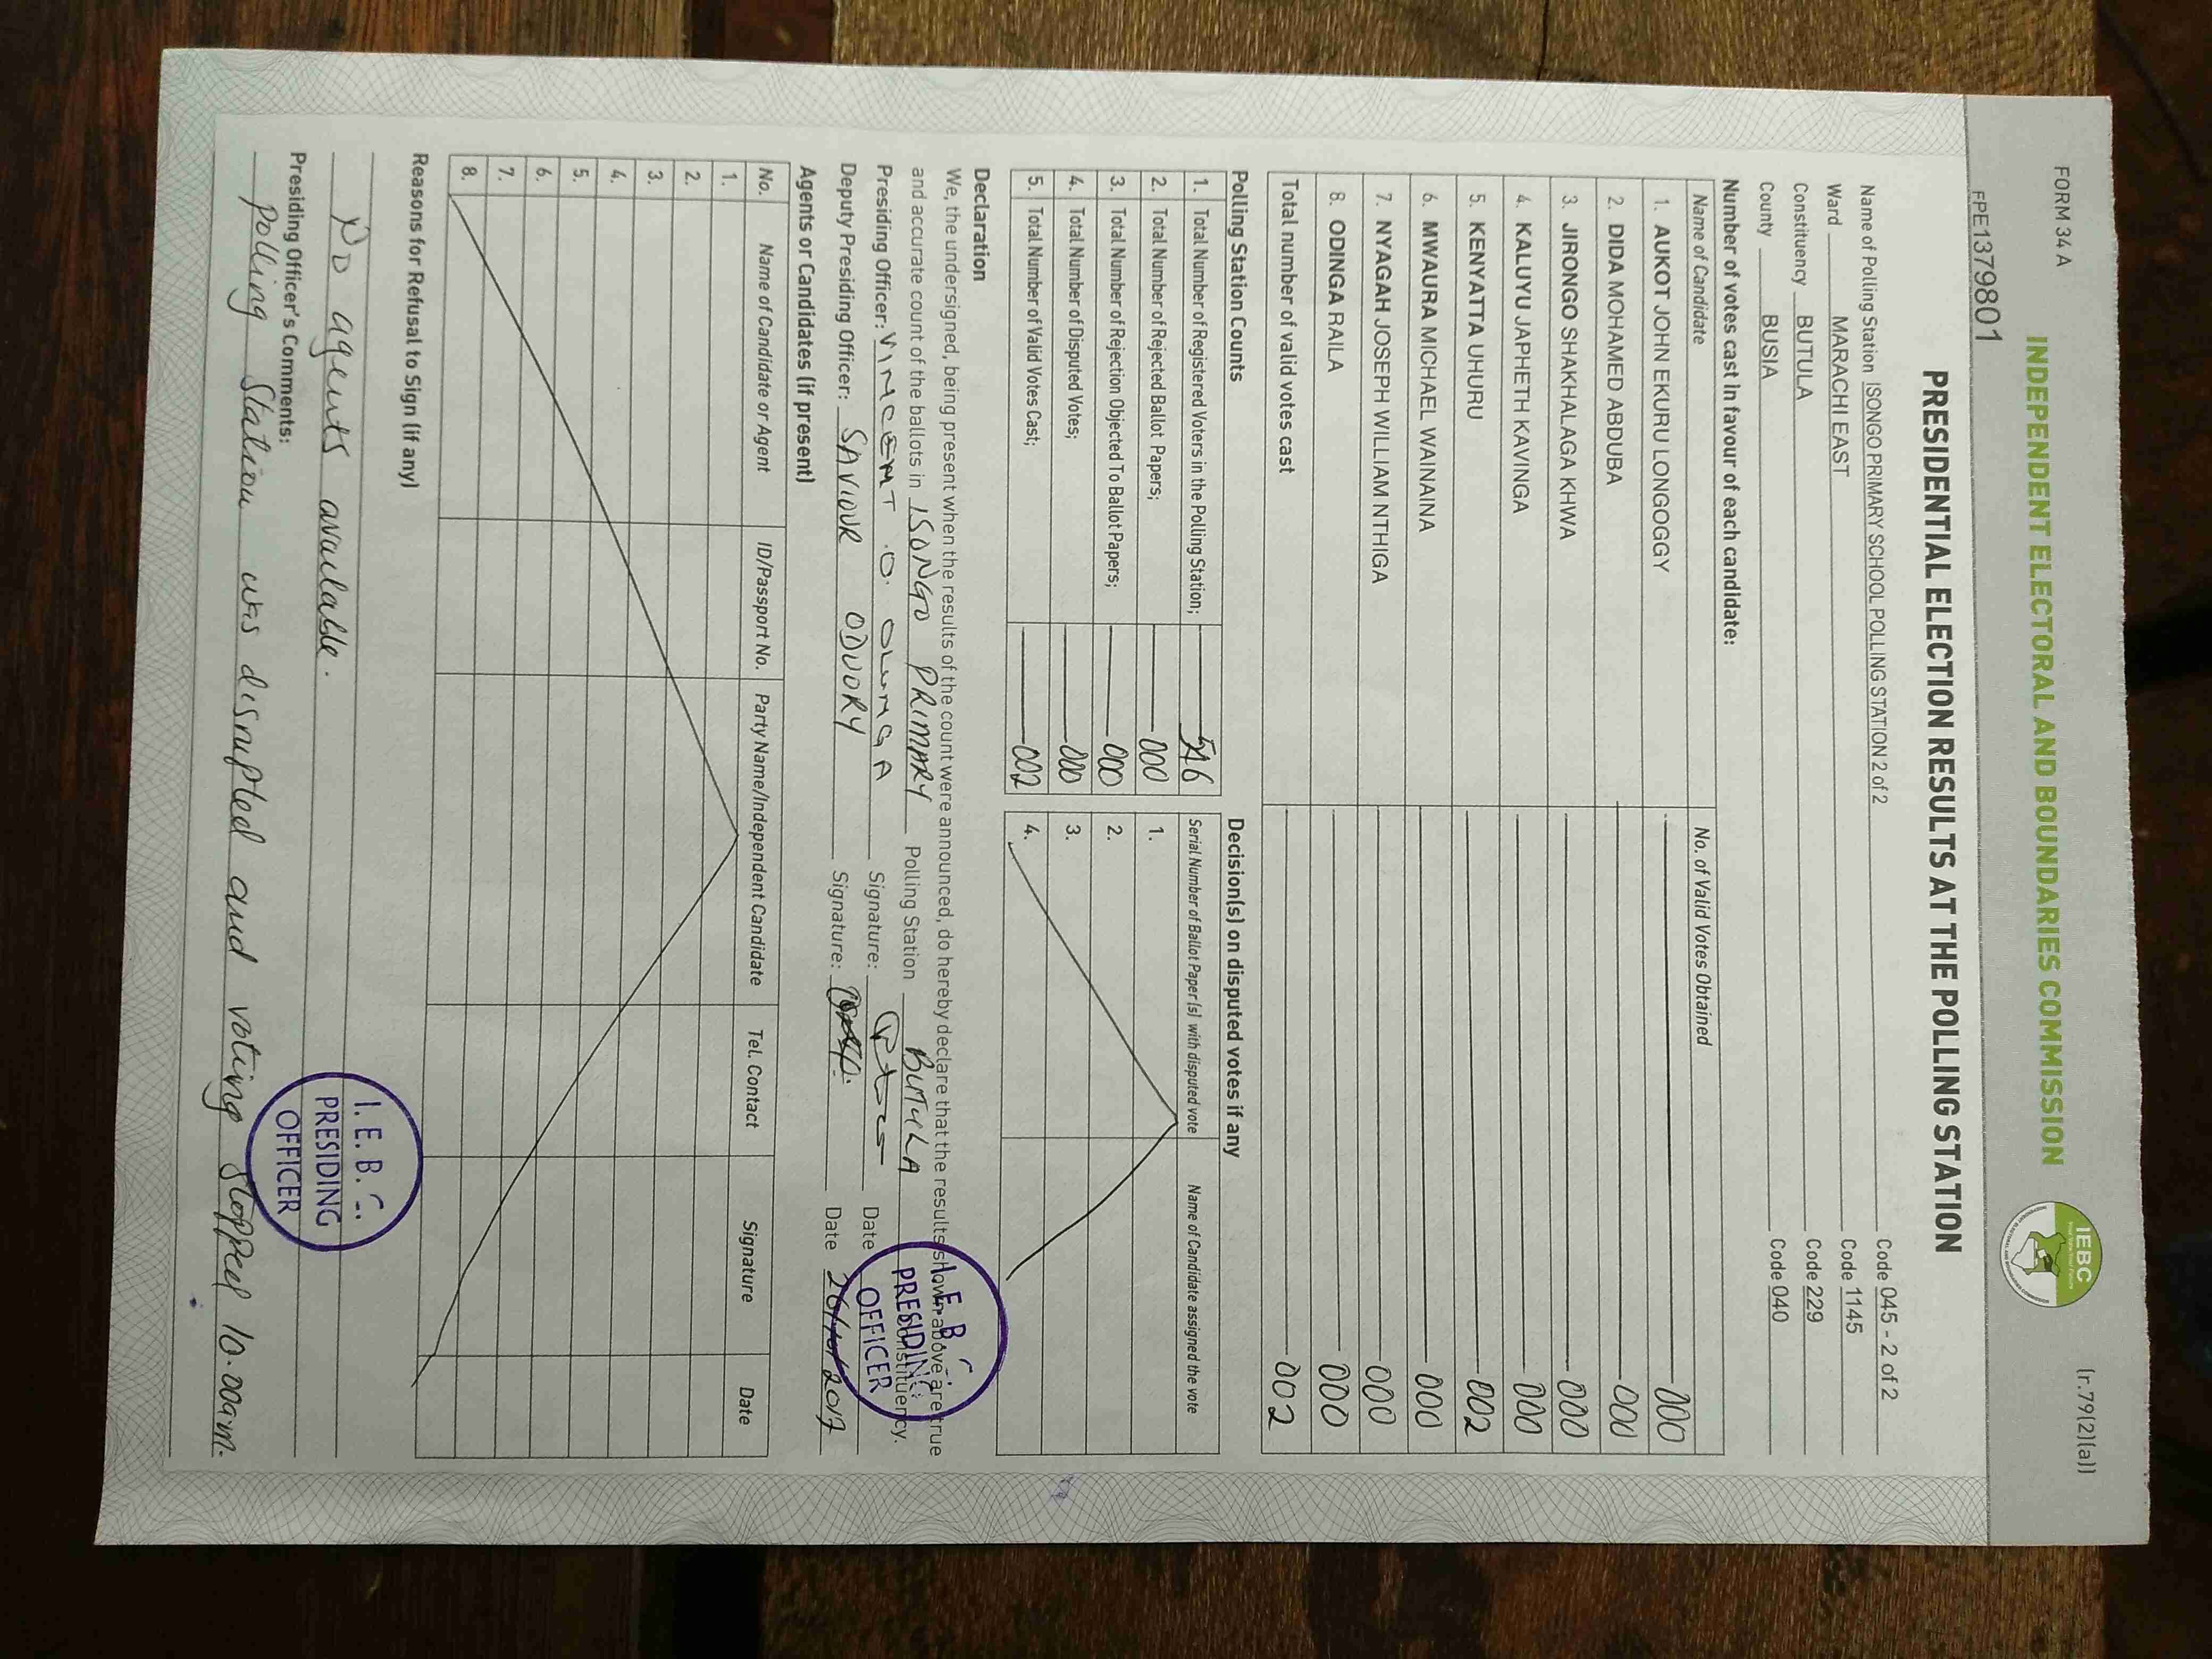 FORM 34 A
(r.79(2)(a))
INDEPENDENT ELECTORAL AND BOUNDARIES COMMISSION
IEBC
FPE1379801
PRESIDENTIAL ELECTION RESULTS AT THE POLLING STATION
Name of Polling Station ISONGO PRIMARY SCHOOL POLLING STATION 2 of 2 Code 045 - 2 of 2
Ward MARACHI EAST Code 1145
Constituency BUTULA Code 229
County BUSIA Code 040
Number of votes cast in favour of each candidate:
Name of Candidate No. of Valid Votes Obtained
1. AUKOT JOHN EKURU LONGOGGY 000
2. DIDA MOHAMED ABDUBA 000
3. JIRONGO SHAKHALAGA KHWA 000
4. KALUYU JAPHETH KAVINGA 000
5. KENYATTA UHURU 002
6. MWAURA MICHAEL WAINAINA 000
7. NYAGAH JOSEPH WILLIAM NTHIGA 000
8. ODINGA RAILA 000
Total number of valid votes cast 002
Polling Station Counts
1. Total Number of Registered Voters in the Polling Station; 546
2. Total Number of Rejected Ballot Papers; 000
3. Total Number of Rejection Objected To Ballot Papers; 000
4. Total Number of Disputed Votes; 000
5. Total Number of Valid Votes Cast; 002
Decision(s) on disputed votes if any
Serial Number of Ballot Paper (s) with disputed vote Name of Candidate assigned the vote
1.
2.
3.
4.
Declaration
We, the undersigned, being present when the results of the count were announced, do hereby declare that the results shown above are true
and accurate count of the ballots in ISONGO PRIMARY Polling Station BUTULA Constituency.
Presiding Officer: VINCENT O. OLUNGA Signature: Date
Deputy Presiding Officer: SAVIOUR ODUORY Signature: Date 26/10/2017
I. E. B. C.
PRESIDING
OFFICER
Agents or Candidates (if present)
No. Name of Candidate or Agent ID/Passport No. Party Name/Independent Candidate Tel. Contact Signature Date
1.
2.
3.
4.
5.
6.
7.
8.
Reasons for Refusal to Sign (if any)
No agents available.
Presiding Officer's Comments:
Polling Station was disrupted and voting stopped 10.00am.
I. E. B. C.
PRESIDING
OFFICER